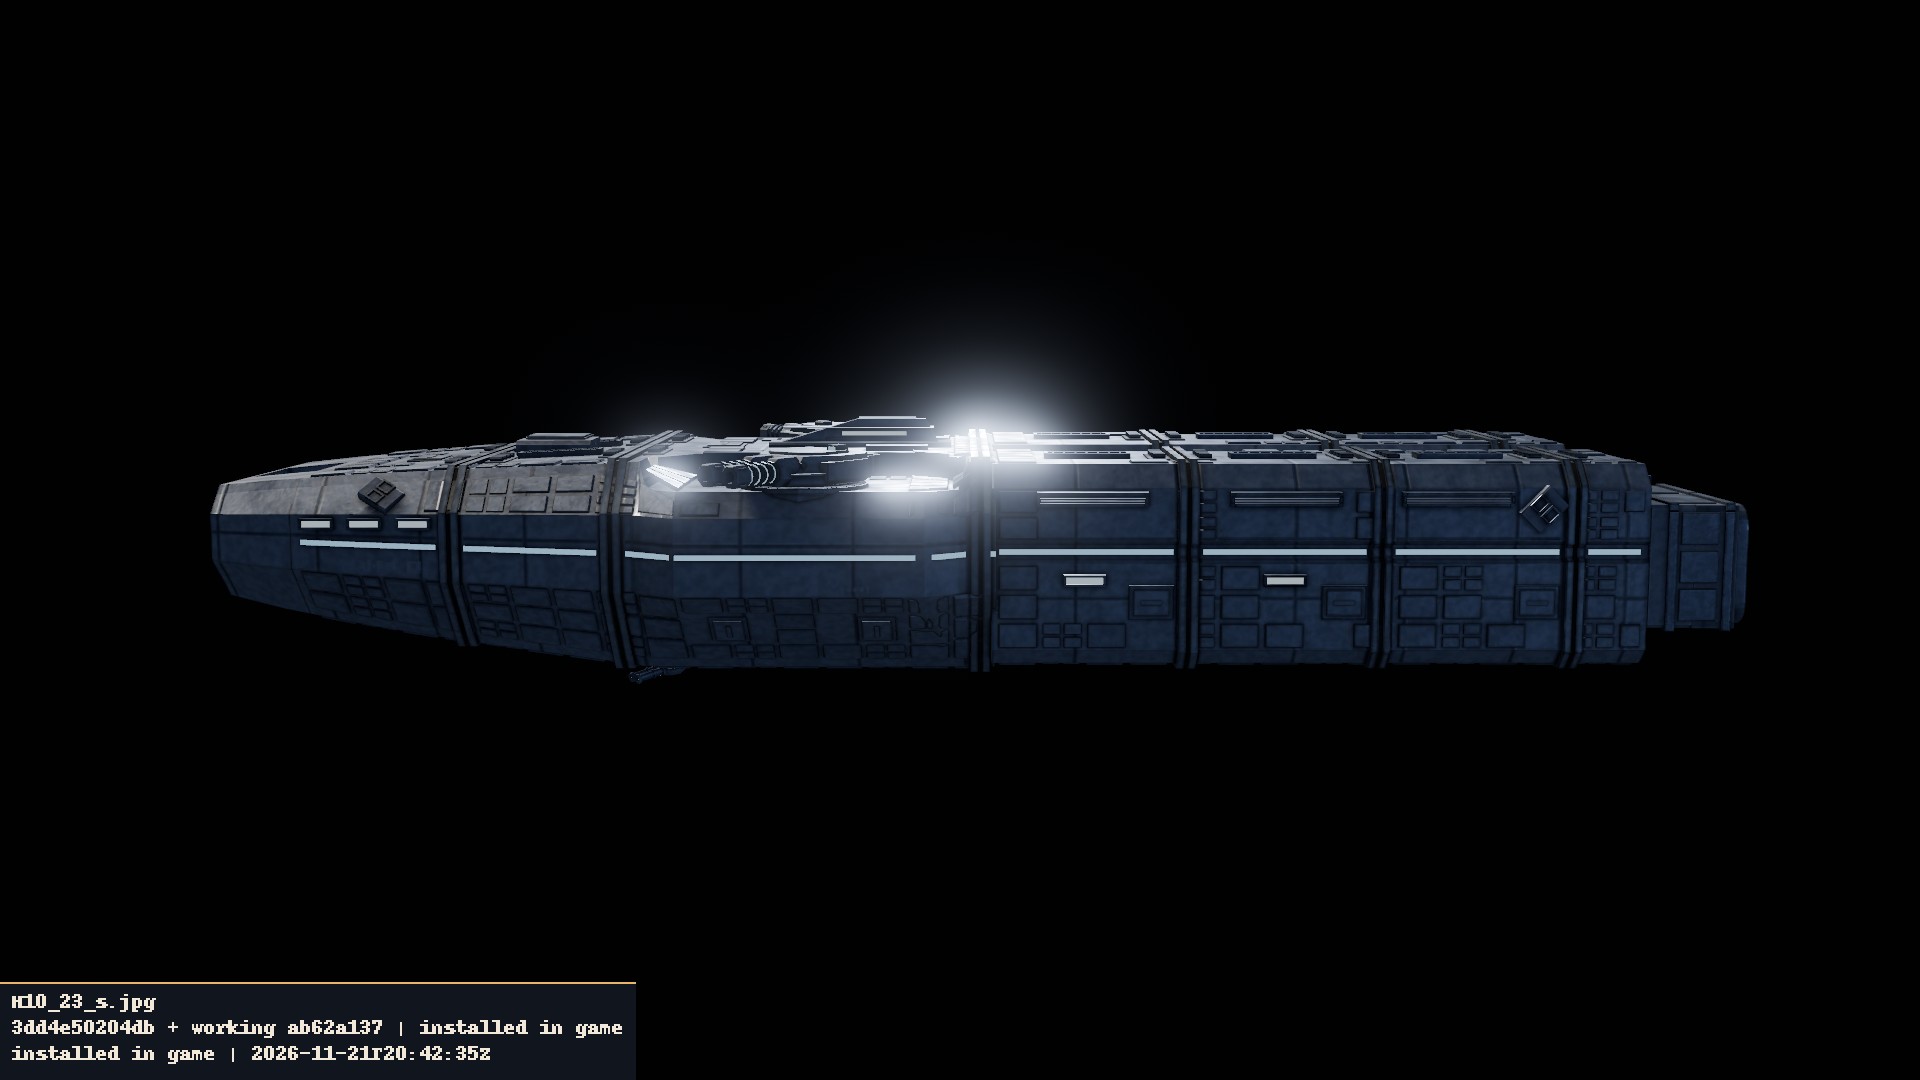 H10_23_s.jpg
3dd4e50204db + working ab62a137 | installed in game
installed in game | 2026-11-21T20:42:35Z